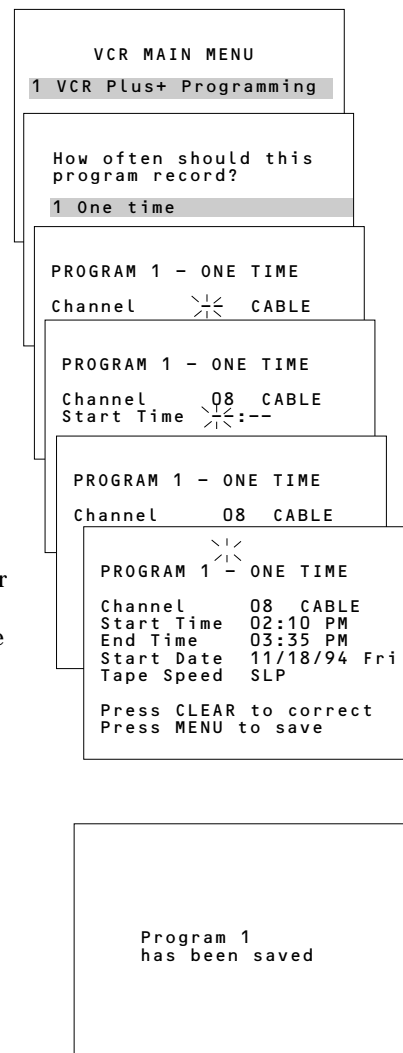 VCR MAIN MENU
1 VCR Plus+ Programming
How often should this
program record?
1 One time
PROGRAM 1 – ONE TIME
Channel -- CABLE
PROGRAM 1 – ONE TIME
Channel 08 CABLE
Start Time --:--
PROGRAM 1 – ONE TIME
Channel 08 CABLE
r
e
PROGRAM 1 – ONE TIME
Channel 08 CABLE
Start Time 02:10 PM
End Time 03:35 PM
Start Date 11/18/94 Fri
Tape Speed SLP
Press CLEAR to correct
Press MENU to save
Program 1
has been saved